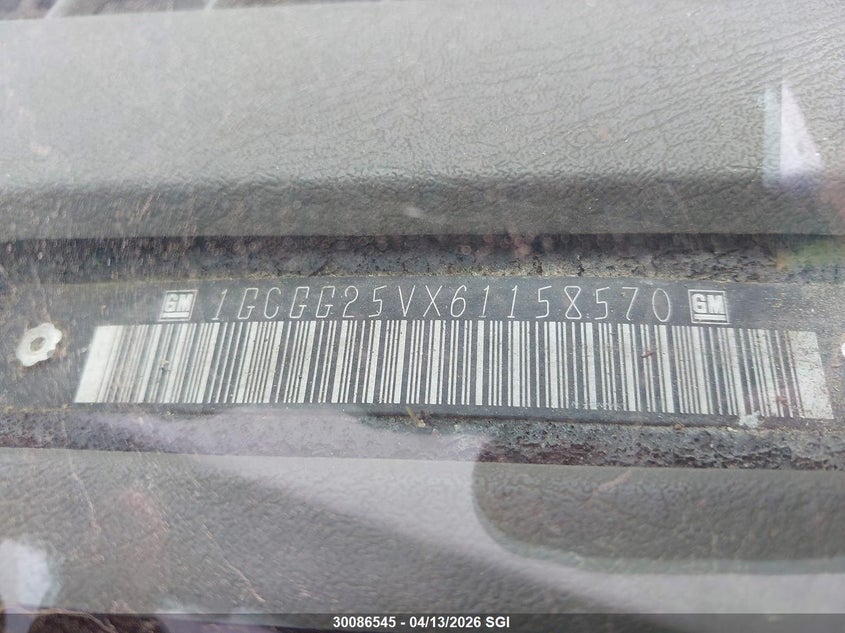 GM 1GCGG25VX61158570 GM
30086545 - 04/13/2026 SGI